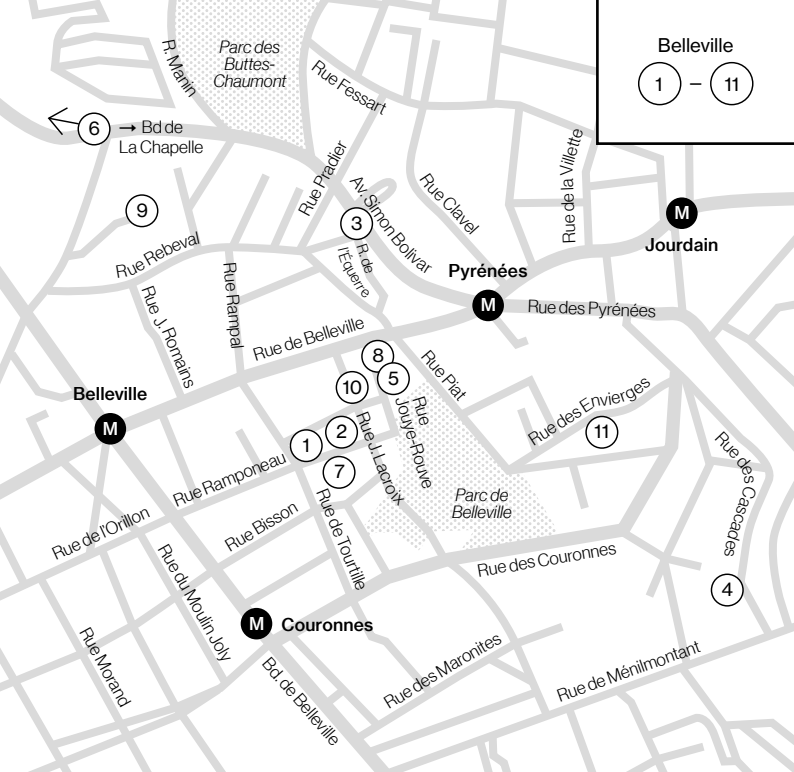 Belleville
1 – 11
Parc des
Buttes-
Chaumont
R. Manin
Rue Fessart
6 → Bd de
La Chapelle
Rue Pradier
Av. Simon Bolivar
Rue Clavel
Rue de la Villette
M
Jourdain
9
3
R. de
l'Équerre
Rue Rebeval
Pyrénées
M
Rue des Pyrénées
Rue J. Romains
Rue Rampal
Rue de Belleville
8
5
10
Rue Piat
Belleville
M
Rue
Jouye-Rouve
Rue des Envierges
11
1
2
7
Rue J. Lacroix
Rue Ramponeau
Rue des Cascades
Parc de
Belleville
Rue de l'Orillon
Rue Bisson
Rue de Tourtille
Rue des Couronnes
4
Rue du Moulin Joly
M
Couronnes
Rue Morand
Bd. de Belleville
Rue des Maronites
Rue de Ménilmontant